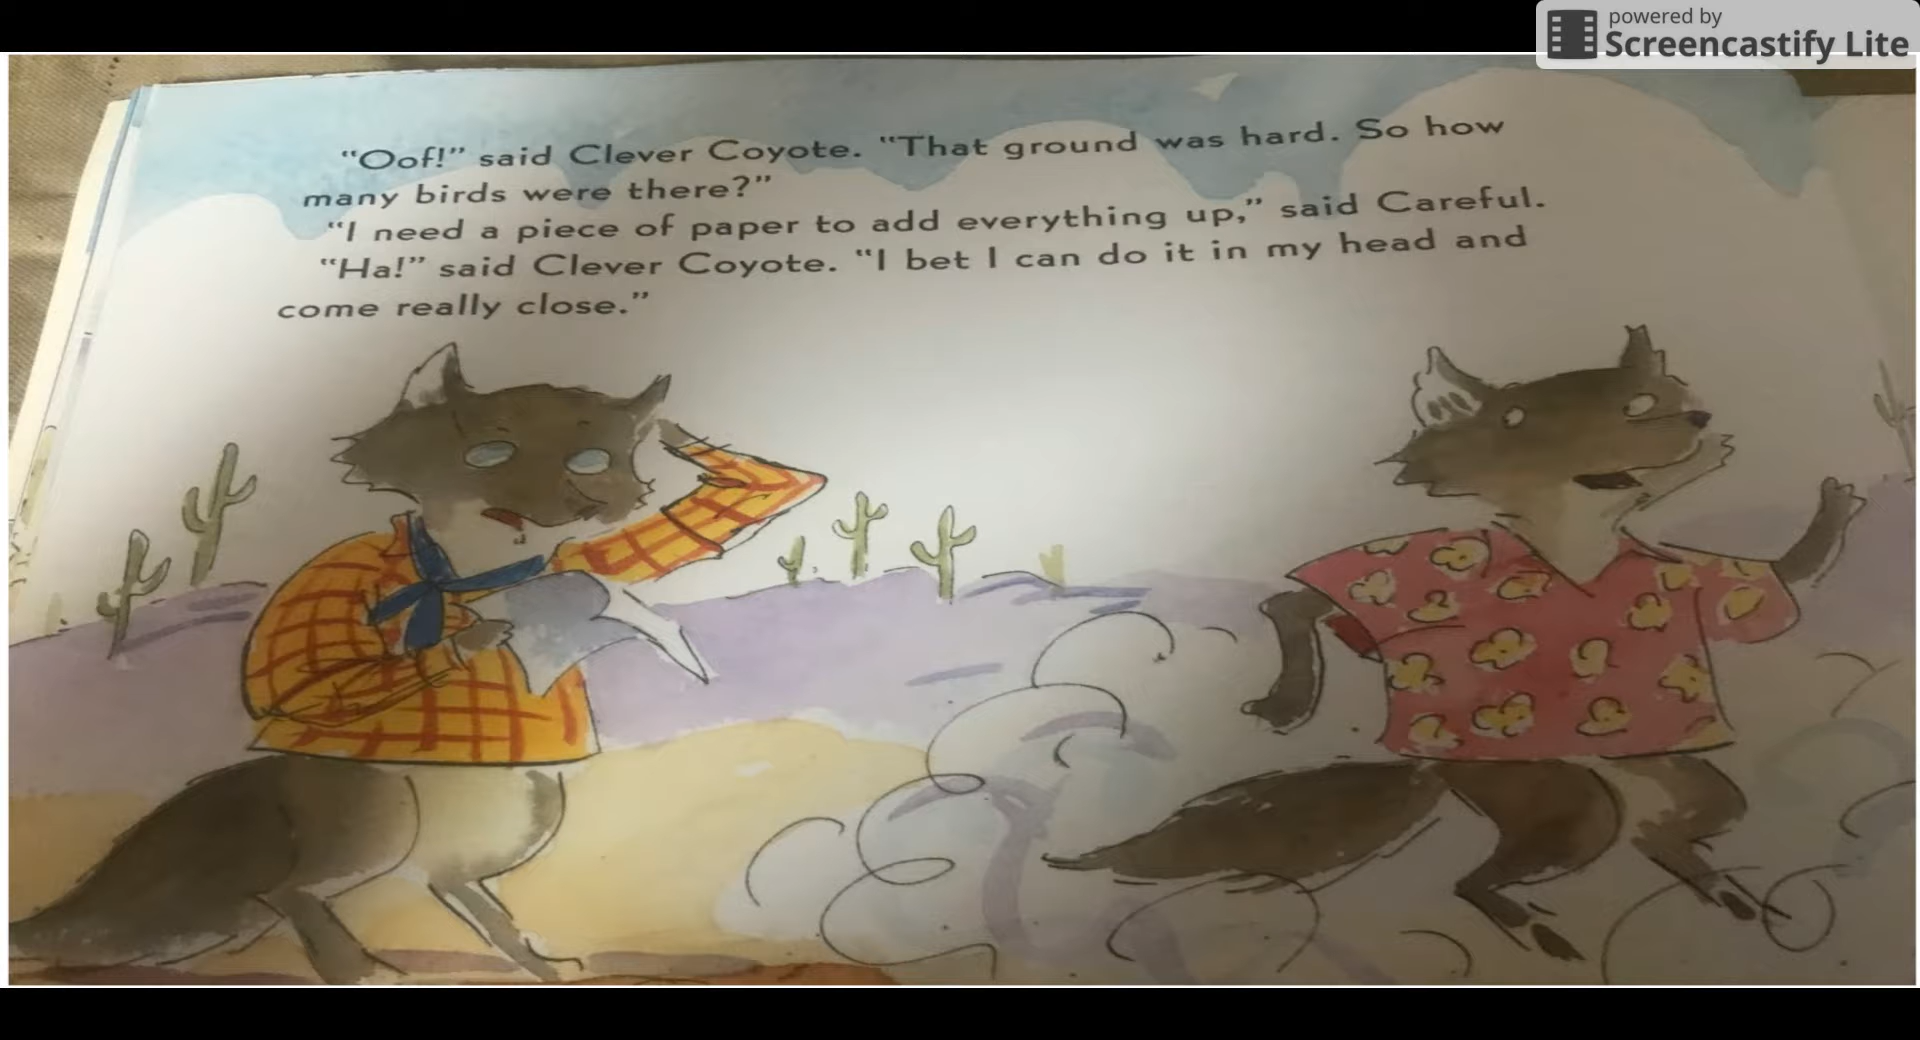 powered by
Screencastify Lite
“Oof!” said Clever Coyote. “That ground was hard. So how
many birds were there?”
“I need a piece of paper to add everything up,” said Careful.
“Ha!” said Clever Coyote. “I bet I can do it in my head and
come really close.”